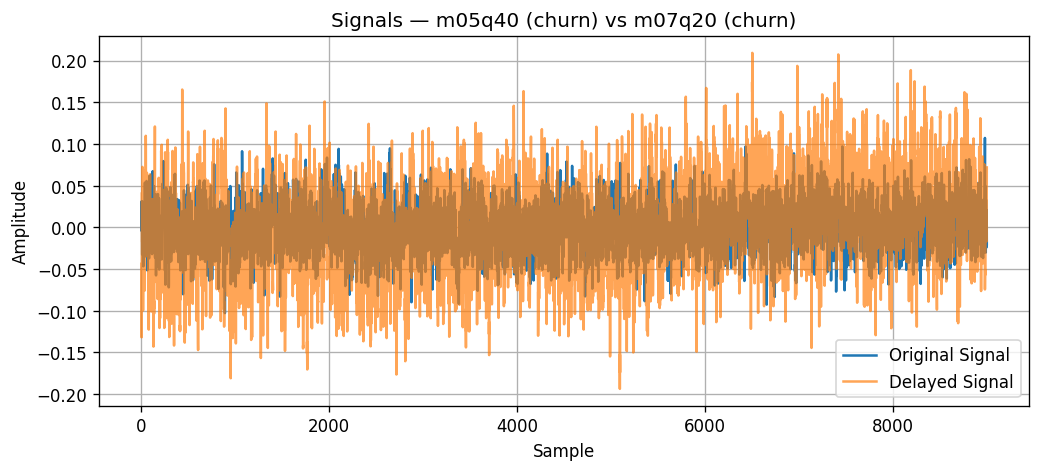 Signals — m05q40 (churn) vs m07q20 (churn)
Amplitude
0.20
0.15
0.10
0.05
0.00
−0.05
−0.10
−0.15
−0.20
Original Signal
Delayed Signal
0 2000 4000 6000 8000
Sample